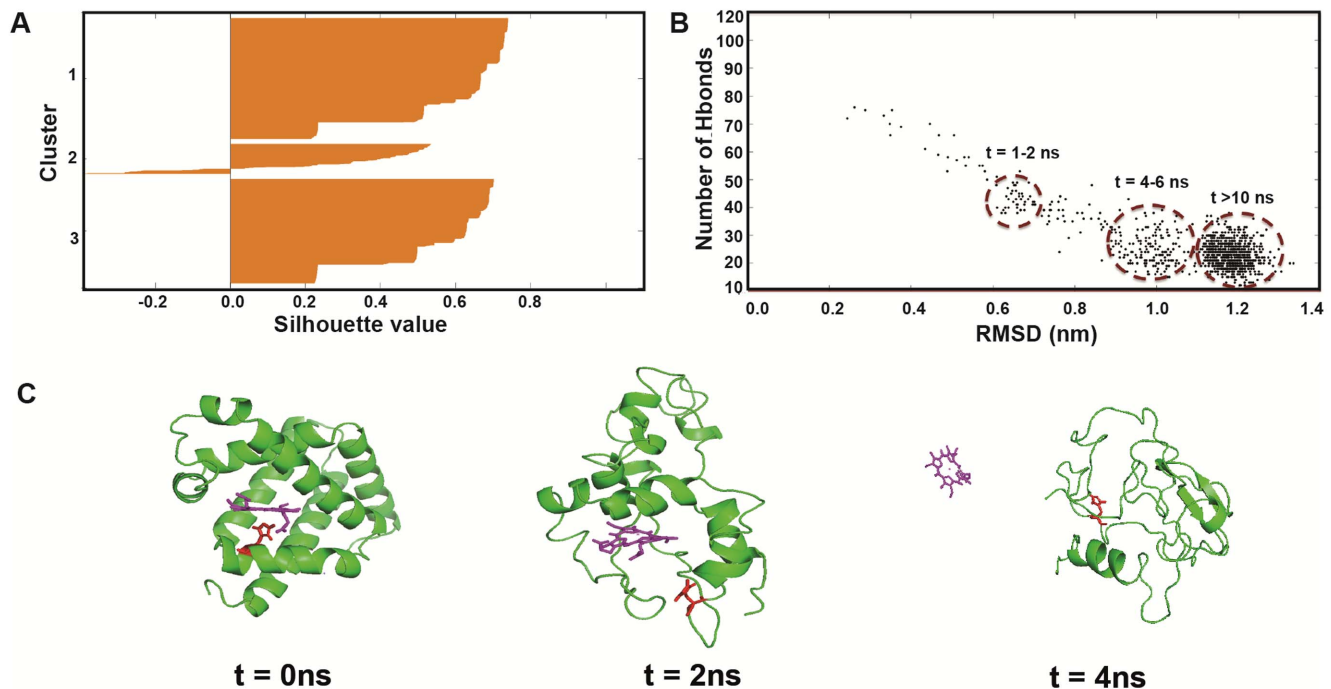 A
Cluster
1
2
3
-0.2
0.0
0.2
0.4
0.6
0.8
Silhouette value
B
Number of Hbonds
120
110
100
90
80
70
60
50
40
30
20
10
t = 1-2 ns
t = 4-6 ns
t >10 ns
0.0
0.2
0.4
0.6
0.8
1.0
1.2
1.4
RMSD (nm)
C
t = 0ns
t = 2ns
t = 4ns